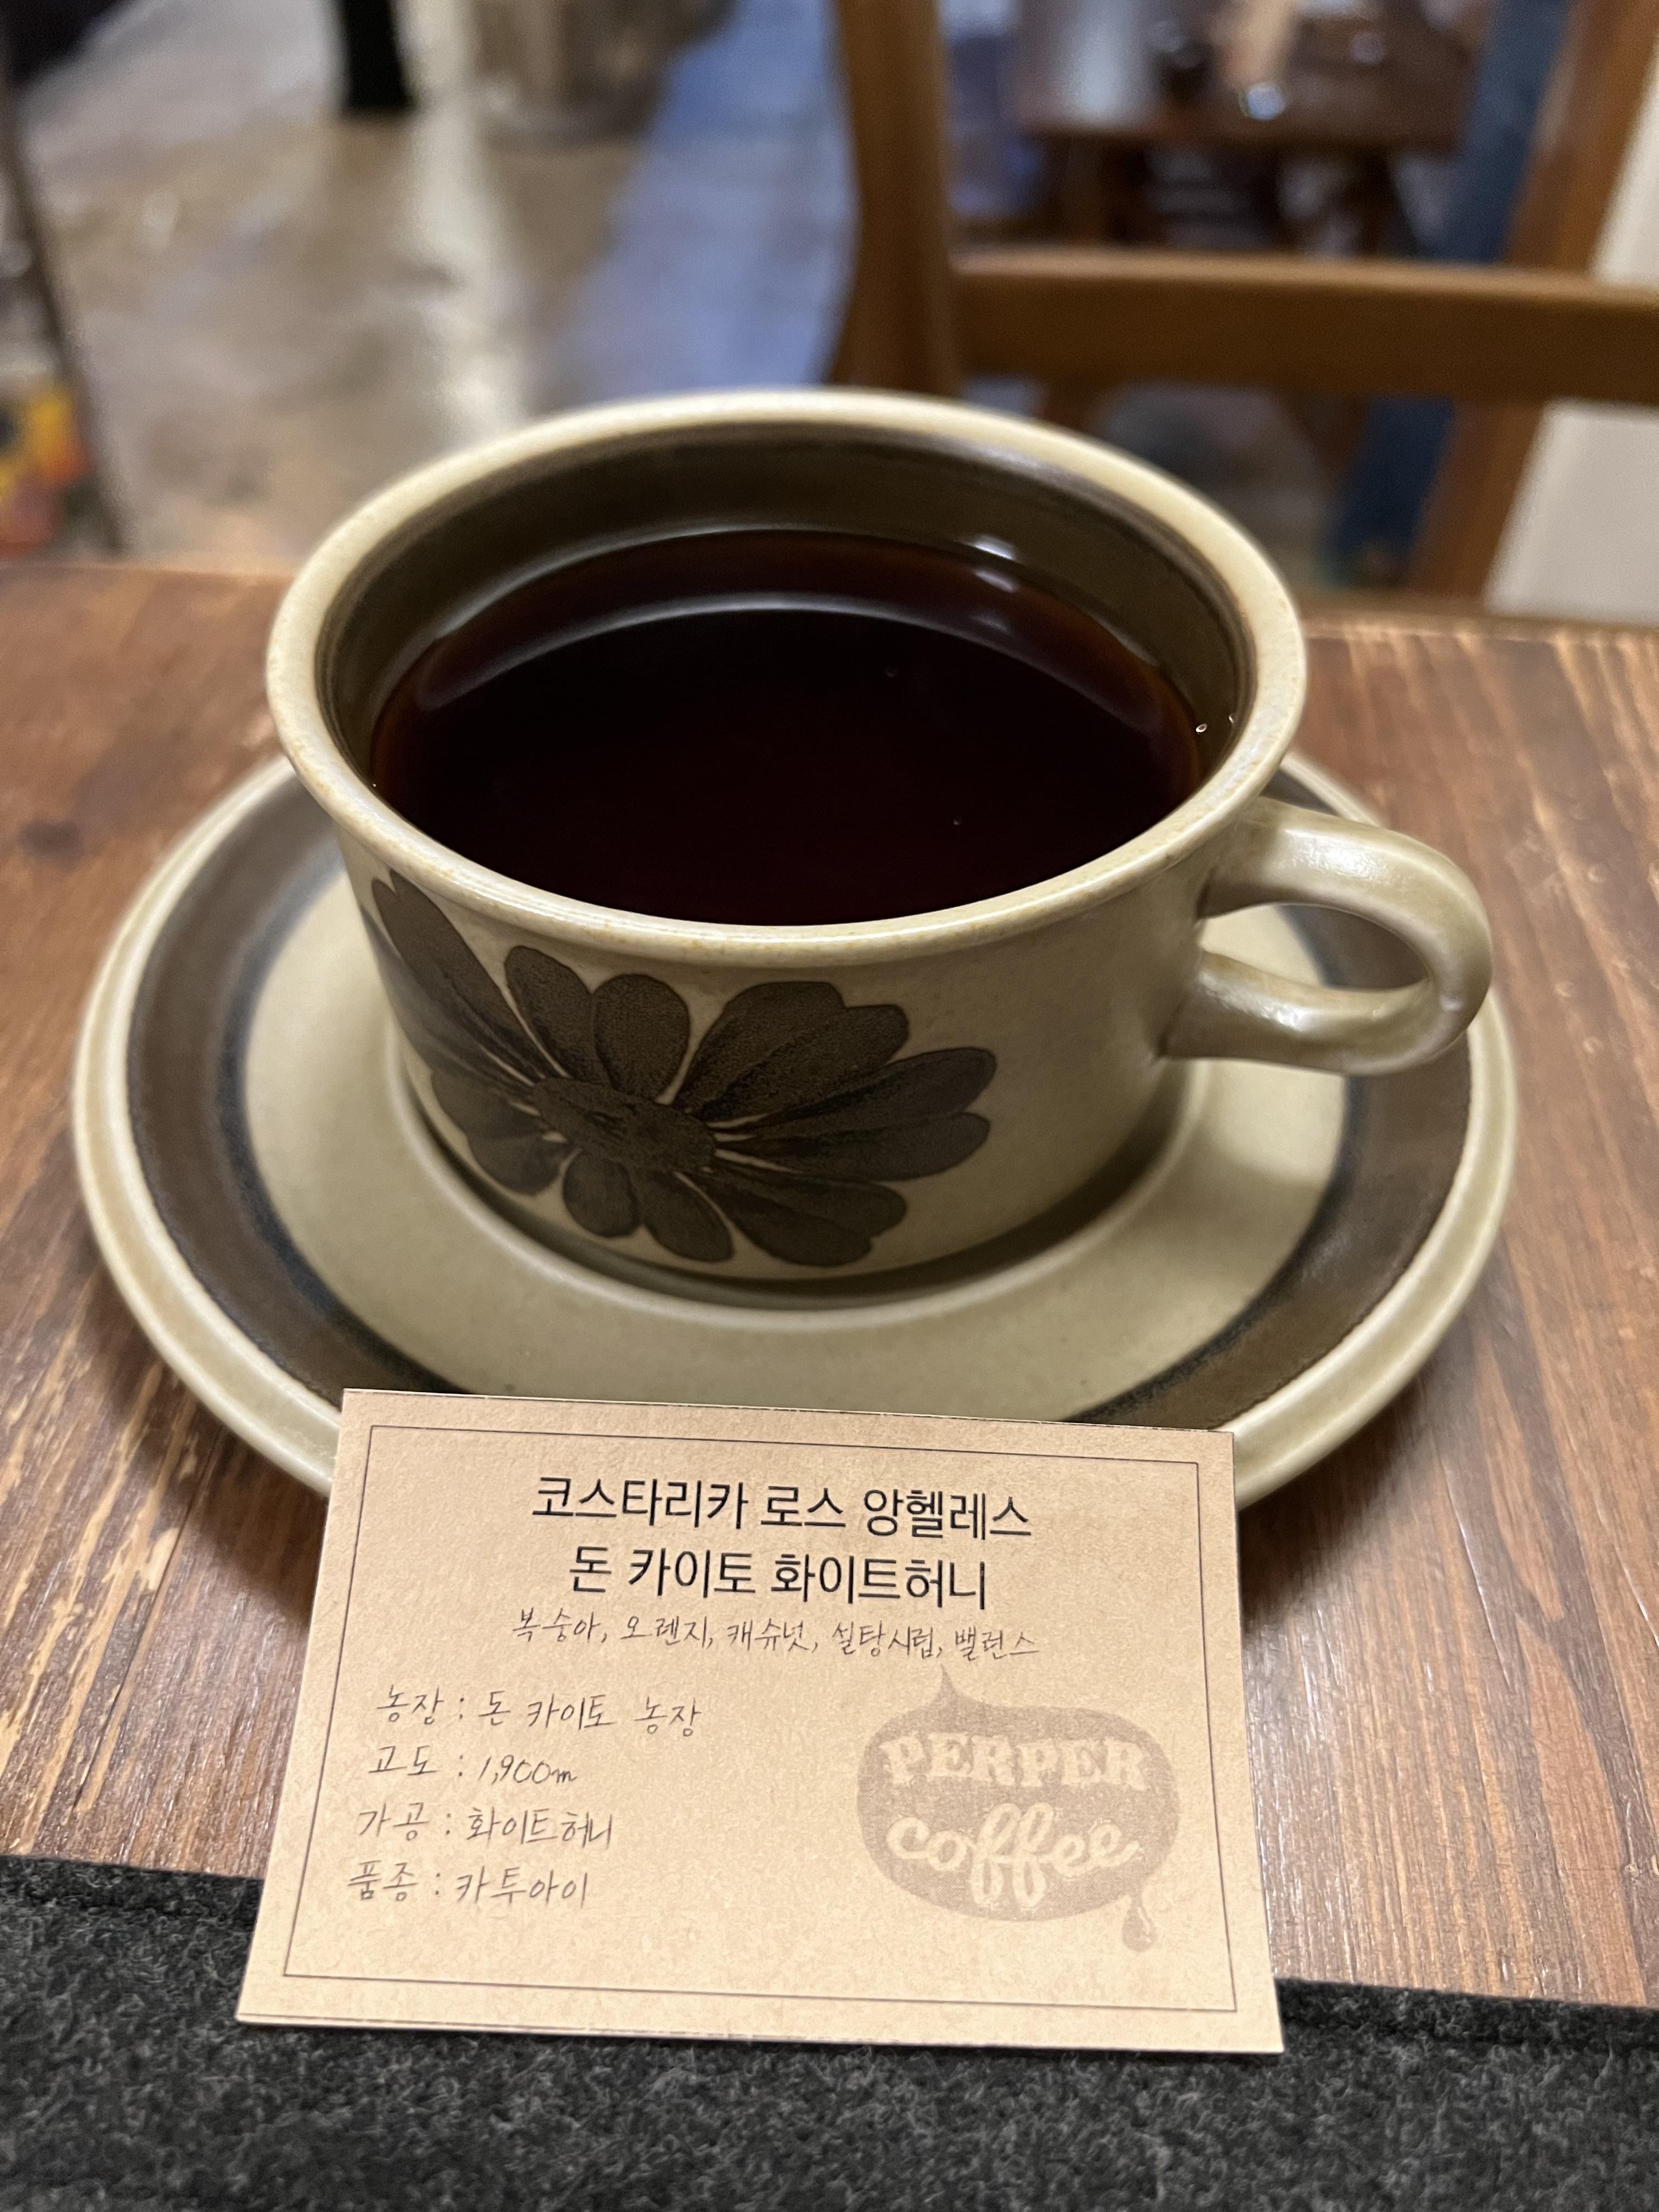 코스타리카 로스 앙헬레스
돈 카이토 화이트허니
복숭아, 오렌지, 캐슈넛, 설탕시럽, 밸런스
농장 : 돈 카이토 농장
고도 : 1,900m
가공 : 화이트허니
품종 : 카투아이
PERPER
coffee